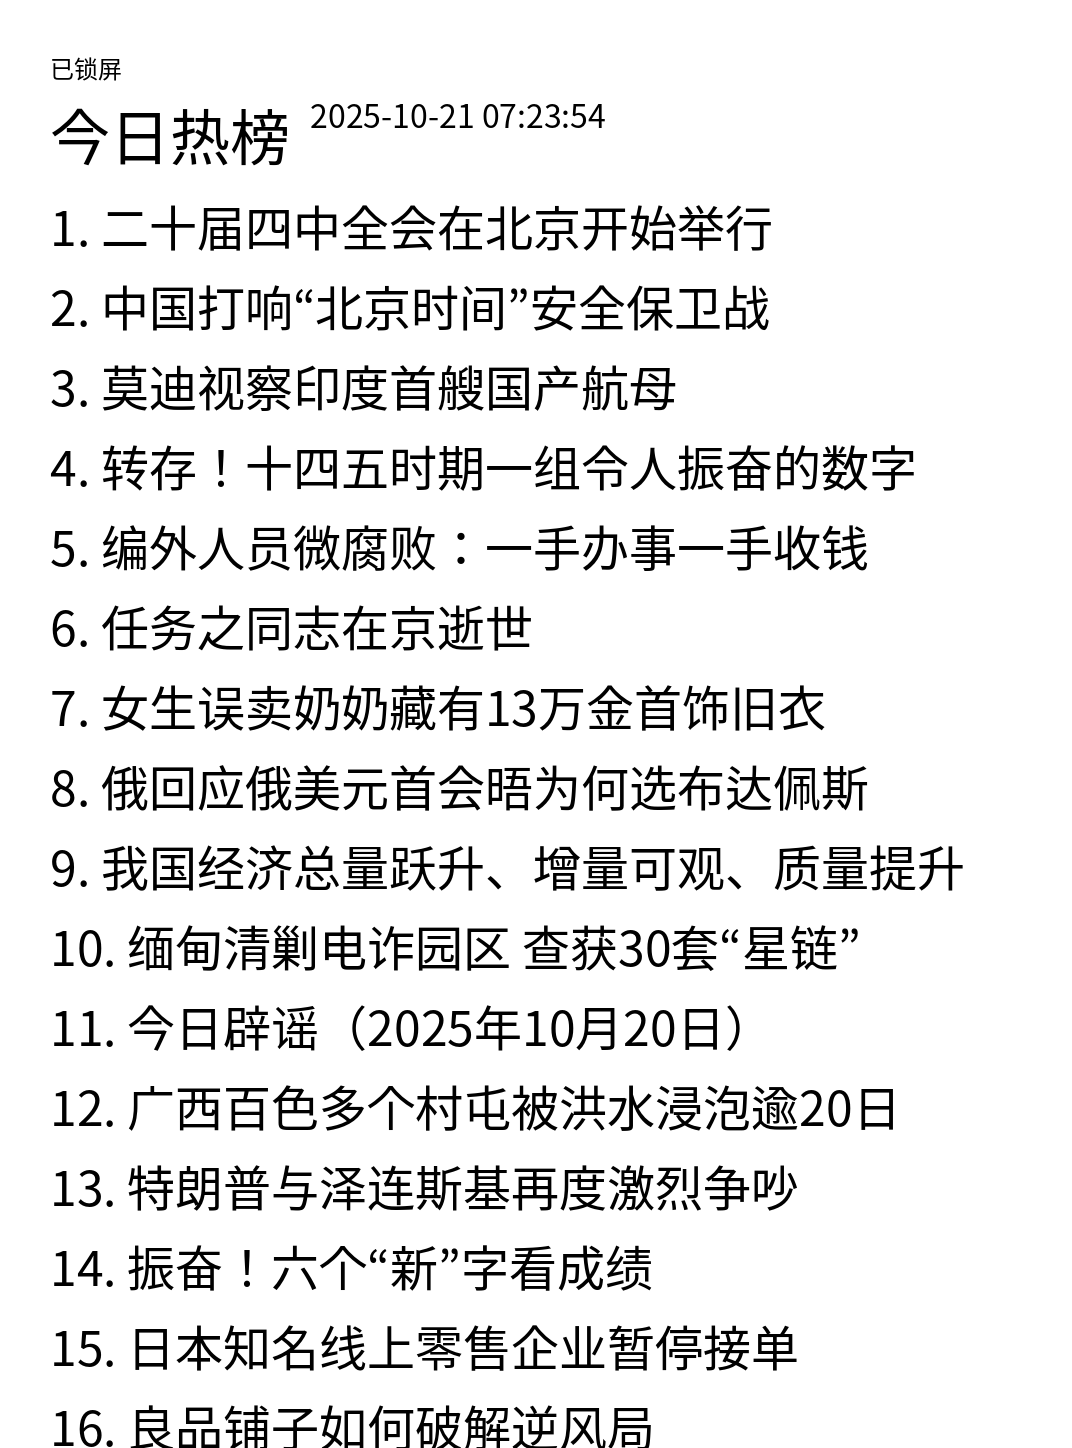 已锁屏
今日热榜 2025-10-21 07:23:54
1. 二十届四中全会在北京开始举行
2. 中国打响“北京时间”安全保卫战
3. 莫迪视察印度首艘国产航母
4. 转存！十四五时期一组令人振奋的数字
5. 编外人员微腐败：一手办事一手收钱
6. 任务之同志在京逝世
7. 女生误卖奶奶藏有13万金首饰旧衣
8. 俄回应俄美元首会晤为何选布达佩斯
9. 我国经济总量跃升、增量可观、质量提升
10. 缅甸清剿电诈园区 查获30套“星链”
11. 今日辟谣（2025年10月20日）
12. 广西百色多个村屯被洪水浸泡逾20日
13. 特朗普与泽连斯基再度激烈争吵
14. 振奋！六个“新”字看成绩
15. 日本知名线上零售企业暂停接单
16. 良品铺子如何破解逆风局